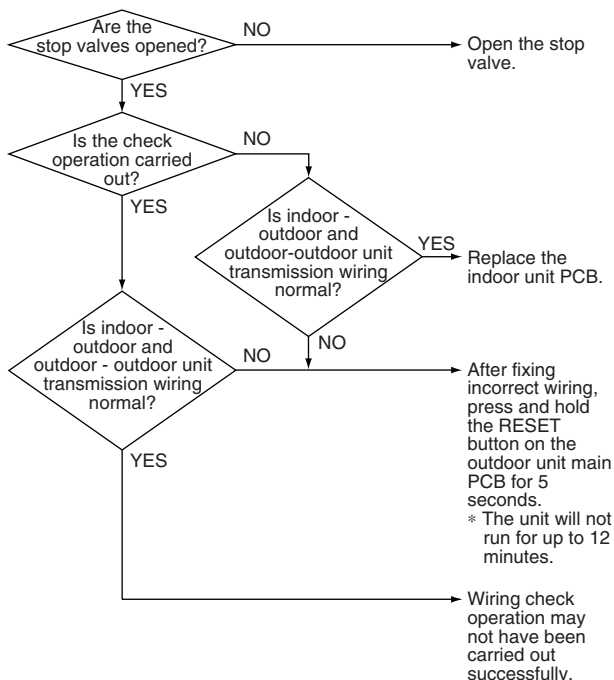 Are the
stop valves opened?
NO
Open the stop
valve.
YES
Is the check
operation carried
out?
NO
YES
Is indoor -
outdoor and
outdoor-outdoor unit
transmission wiring
normal?
YES
Replace the
indoor unit PCB.
NO
Is indoor -
outdoor and
outdoor - outdoor unit
transmission wiring
normal?
NO
After fixing
incorrect wiring,
press and hold
the RESET
button on the
outdoor unit main
PCB for 5
seconds.
* The unit will not
run for up to 12
minutes.
YES
Wiring check
operation may
not have been
carried out
successfully.